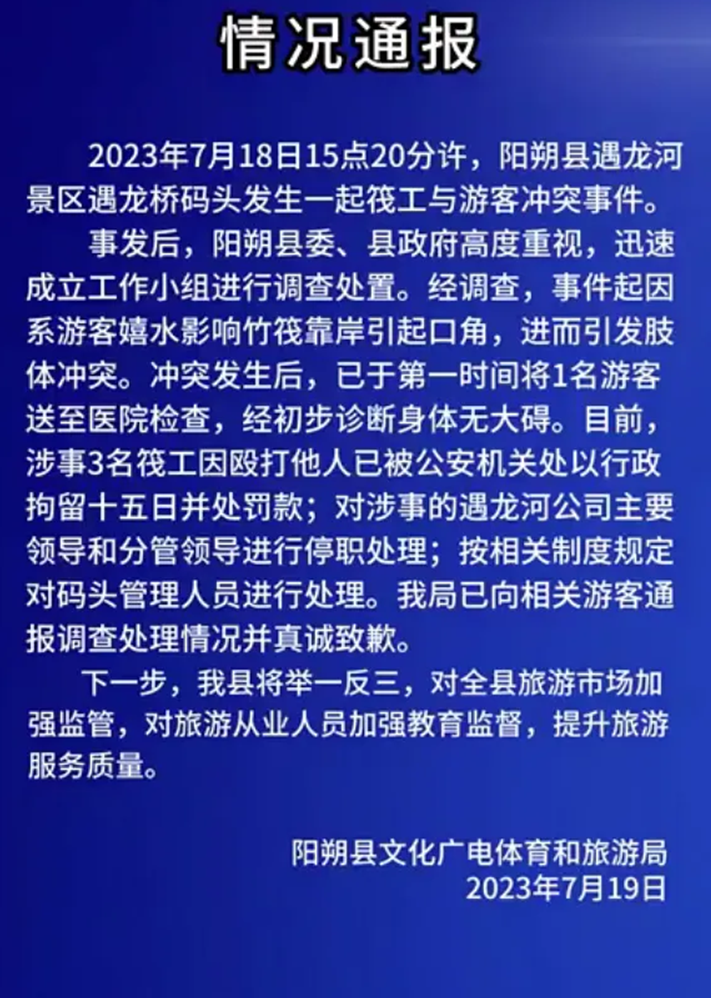 情况通报
2023年7月18日15点20分许，阳朔县遇龙河
景区遇龙桥码头发生一起筏工与游客冲突事件。
事发后，阳朔县委、县政府高度重视，迅速
成立工作小组进行调查处置。经调查，事件起因
系游客嬉水影响竹筏靠岸引起口角，进而引发肢
体冲突。冲突发生后，已于第一时间将1名游客
送至医院检查，经初步诊断身体无大碍。目前，
涉事3名筏工因殴打他人已被公安机关处以行政
拘留十五日并处罚款；对涉事的遇龙河公司主要
领导和分管领导进行停职处理；按相关制度规定
对码头管理人员进行处理。我局已向相关游客通
报调查处理情况并真诚致歉。
下一步，我县将举一反三，对全县旅游市场加
强监管，对旅游从业人员加强教育监督，提升旅游
服务质量。
阳朔县文化广电体育和旅游局
2023年7月19日